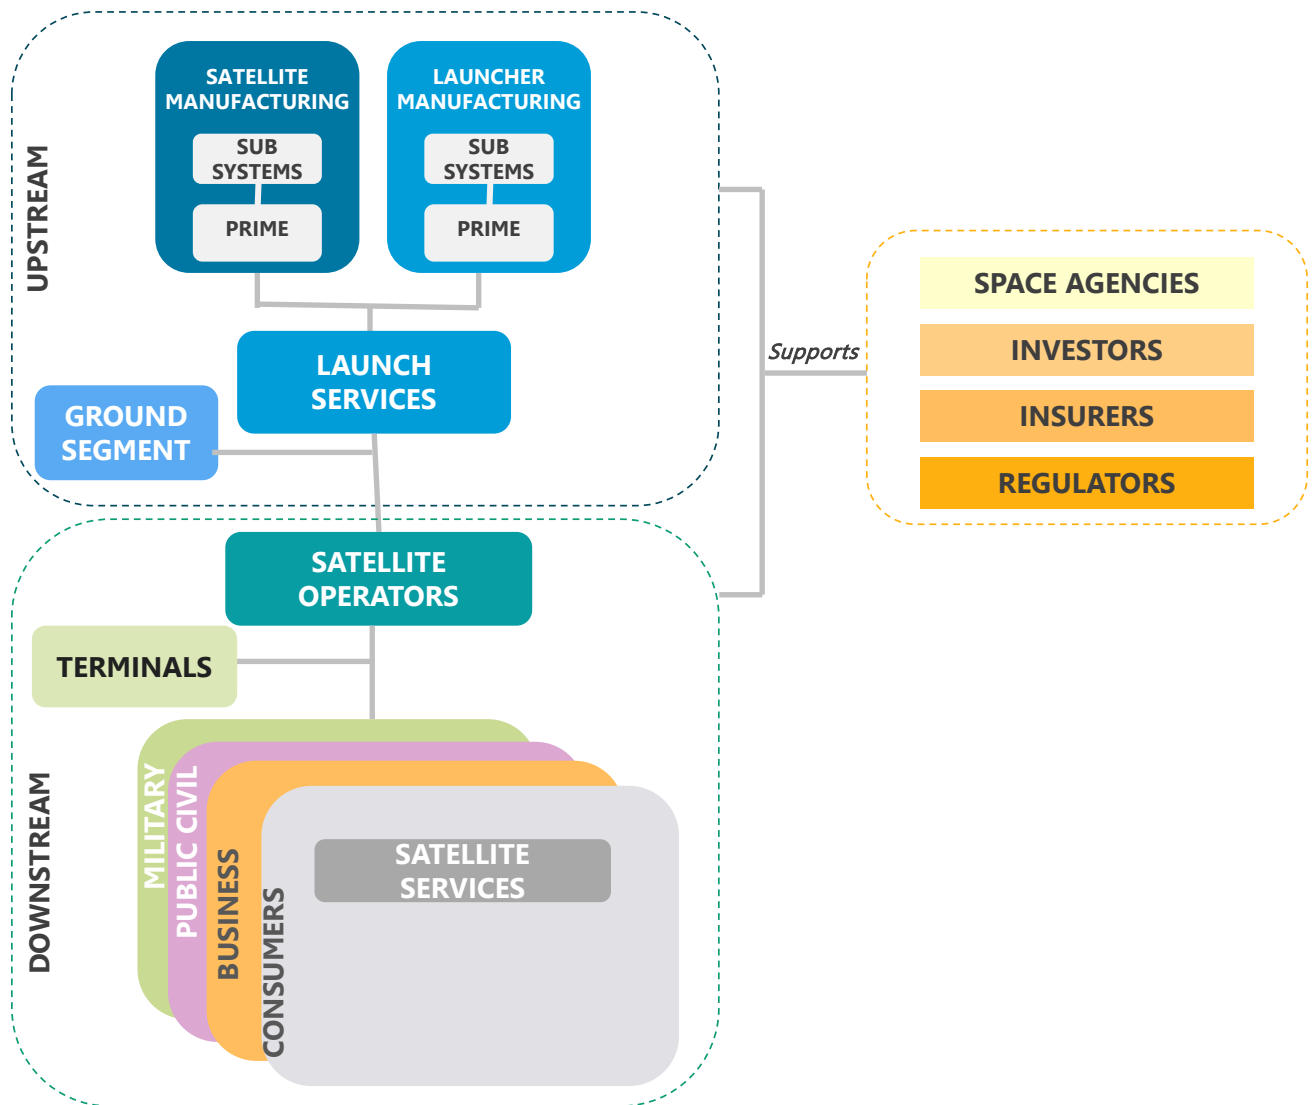 UPSTREAM
SATELLITE
MANUFACTURING
SUB
SYSTEMS
PRIME
LAUNCHER
MANUFACTURING
SUB
SYSTEMS
PRIME
LAUNCH
SERVICES
GROUND
SEGMENT
Supports
SPACE AGENCIES
INVESTORS
INSURERS
REGULATORS
DOWNSTREAM
SATELLITE
OPERATORS
TERMINALS
MILITARY
PUBLIC CIVIL
BUSINESS
CONSUMERS
SATELLITE
SERVICES